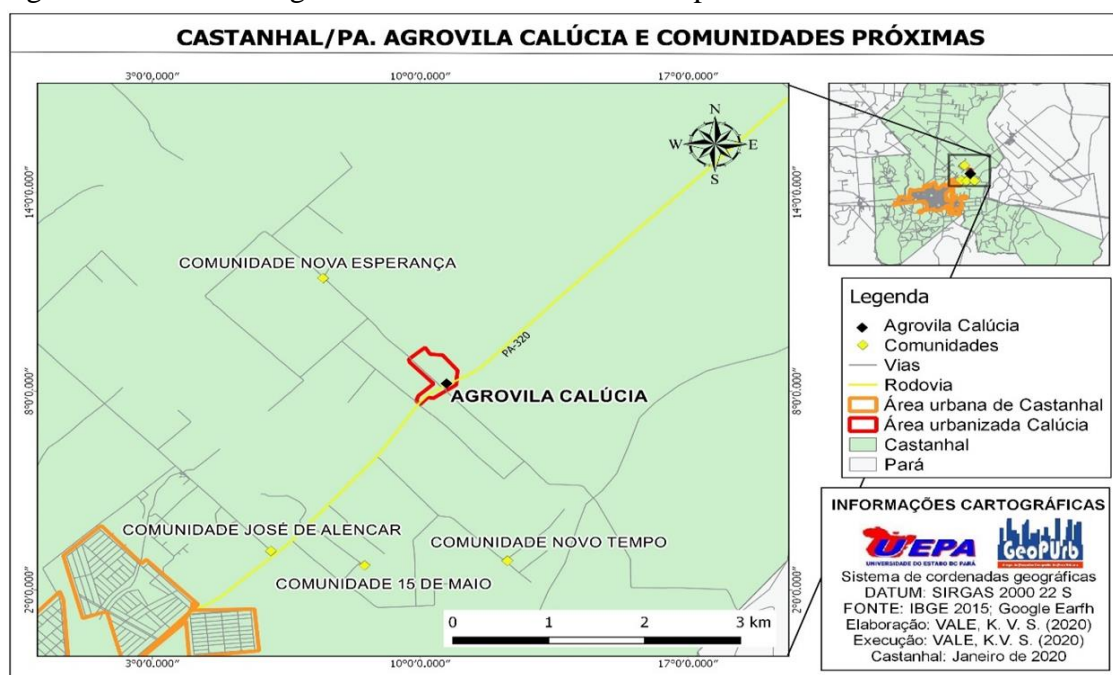 CASTANHAL/PA. AGROVILA CALÚCIA E COMUNIDADES PRÓXIMAS
3°0'0,000" 10°0'0,000" 17°0'0,000"
N
W E
S
14°0'0,000" 14°0'0,000"
COMUNIDADE NOVA ESPERANÇA
PA-320
AGROVILA CALÚCIA
8°0'0,000" 8°0'0,000"
COMUNIDADE JOSÉ DE ALENCAR
COMUNIDADE NOVO TEMPO
COMUNIDADE 15 DE MAIO
2°0'0,000" 2°0'0,000"
0 1 2 3 km
3°0'0,000" 10°0'0,000" 17°0'0,000"
Legenda
Agrovila Calúcia
Comunidades
Vias
Rodovia
Área urbana de Castanhal
Área urbanizada Calúcia
Castanhal
Pará
INFORMAÇÕES CARTOGRÁFICAS
UEPA
UNIVERSIDADE DO ESTADO DO PARÁ
GeoPUrb
Sistema de cordenadas geográficas
DATUM: SIRGAS 2000 22 S
FONTE: IBGE 2015; Google Earfh
Elaboração: VALE, K. V. S. (2020)
Execução: VALE, K.V. S. (2020)
Castanhal: Janeiro de 2020